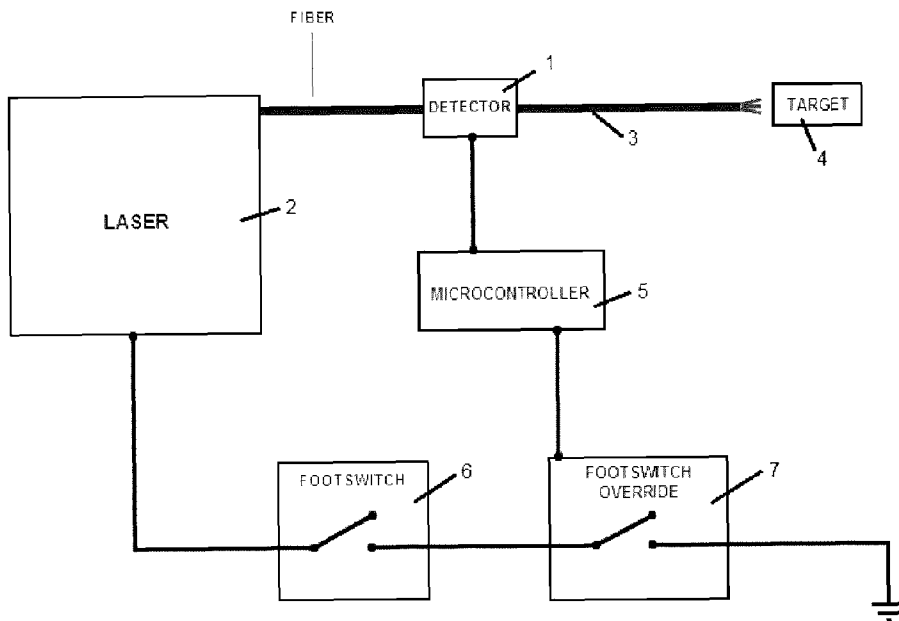 FIBER
1
DETECTOR
TARGET
3
4
LASER
2
MICROCONTROLLER
5
FOOTSWITCH
6
FOOTSWITCH
OVERRIDE
7